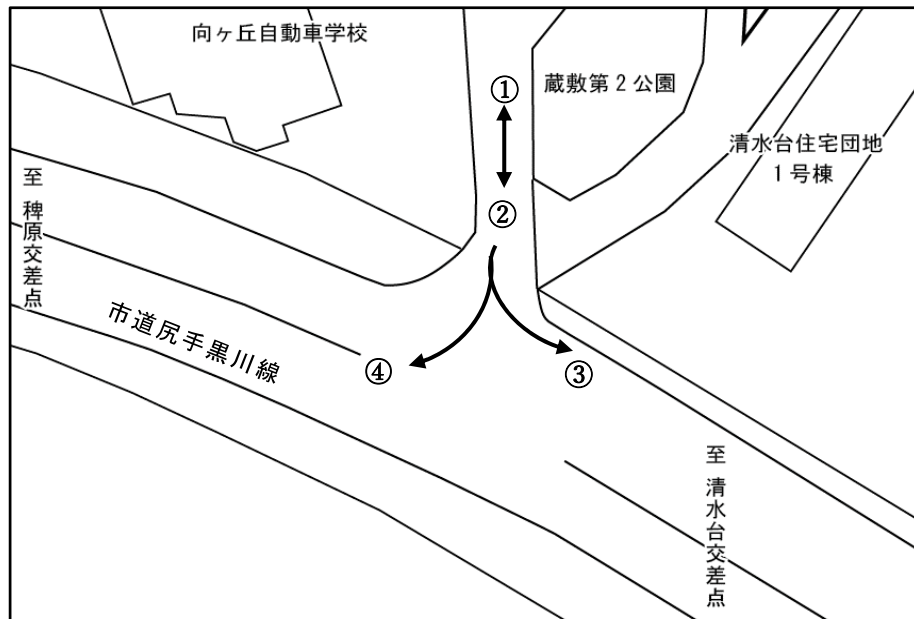 向ヶ丘自動車学校
①
蔵敷第２公園
清水台住宅団地
１号棟
②
至 稗原交差点
市道尻手黒川線
④
③
至 清水台交差点